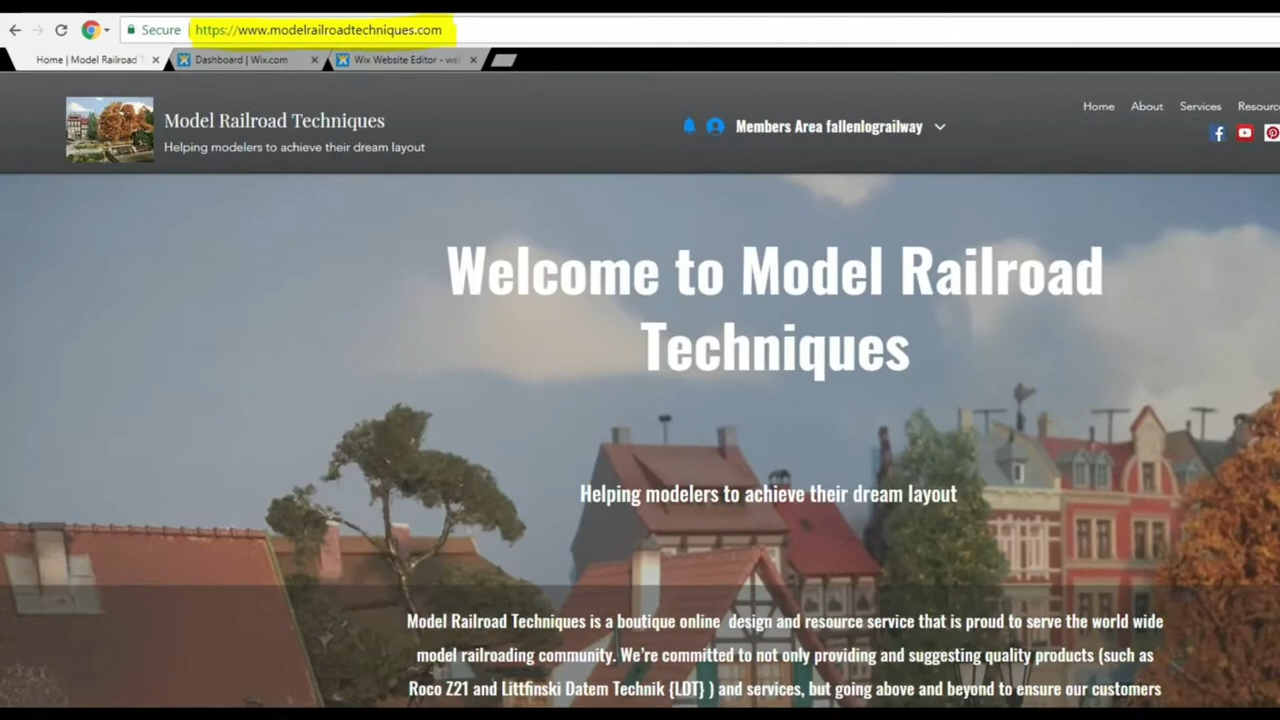 Secure https://www.modelrailroadtechniques.com
Home | Model Railroad Dashboard | Wix.com Wix Website Editor -
Model Railroad Techniques
Helping modelers to achieve their dream layout
Members Area fallenlograilway
Home About Services
Welcome to Model Railroad
Techniques
Helping modelers to achieve their dream layout
Model Railroad Techniques is a boutique online design and resource service that is proud to serve the world wide
model railroading community. We're committed to not only providing and suggesting quality products (such as
Roco Z21 and Littfinski Datem Technik {LDT} ) and services, but going above and beyond to ensure our customers